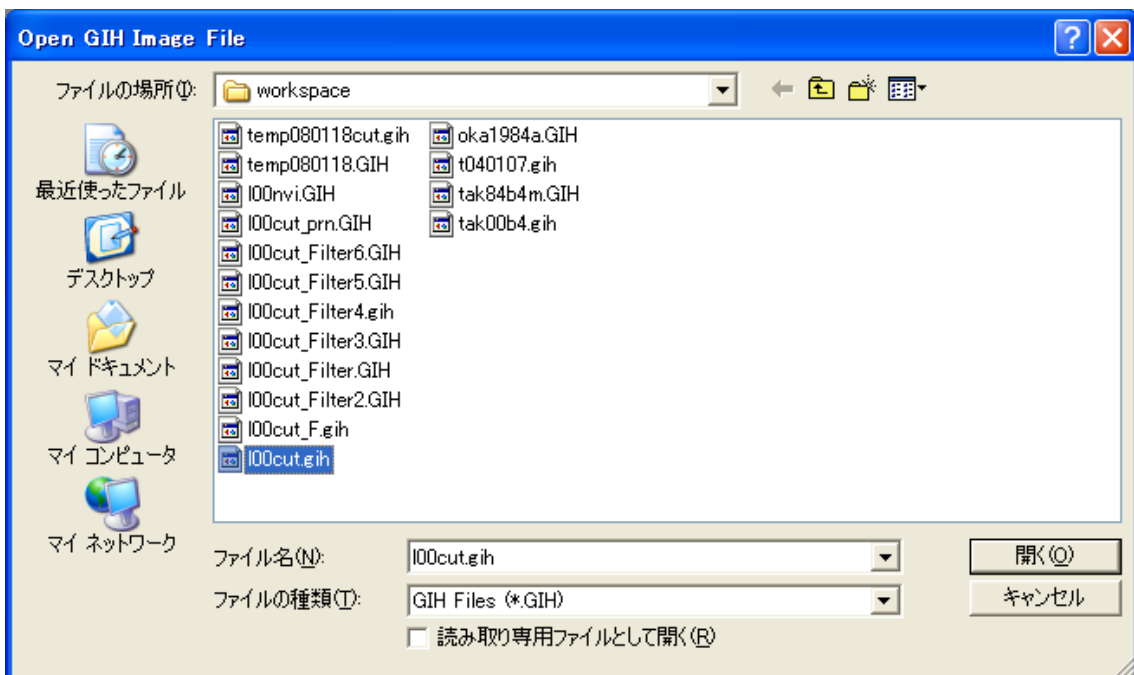 Open GIH Image File
ファイルの場所(I):
workspace
最近使ったファイル
デスクトップ
マイ ドキュメント
マイ コンピュータ
マイ ネットワーク
temp080118cut.gih
temp080118.GIH
l00nvi.GIH
l00cut_prn.GIH
l00cut_Filter6.GIH
l00cut_Filter5.GIH
l00cut_Filter4.gih
l00cut_Filter3.GIH
l00cut_Filter.GIH
l00cut_Filter2.GIH
l00cut_F.gih
l00cut.gih
oka1984a.GIH
t040107.gih
tak84b4m.GIH
tak00b4.gih
ファイル名(N):
l00cut.gih
開く(O)
ファイルの種類(T):
GIH Files (*.GIH)
キャンセル
読み取り専用ファイルとして開く(R)